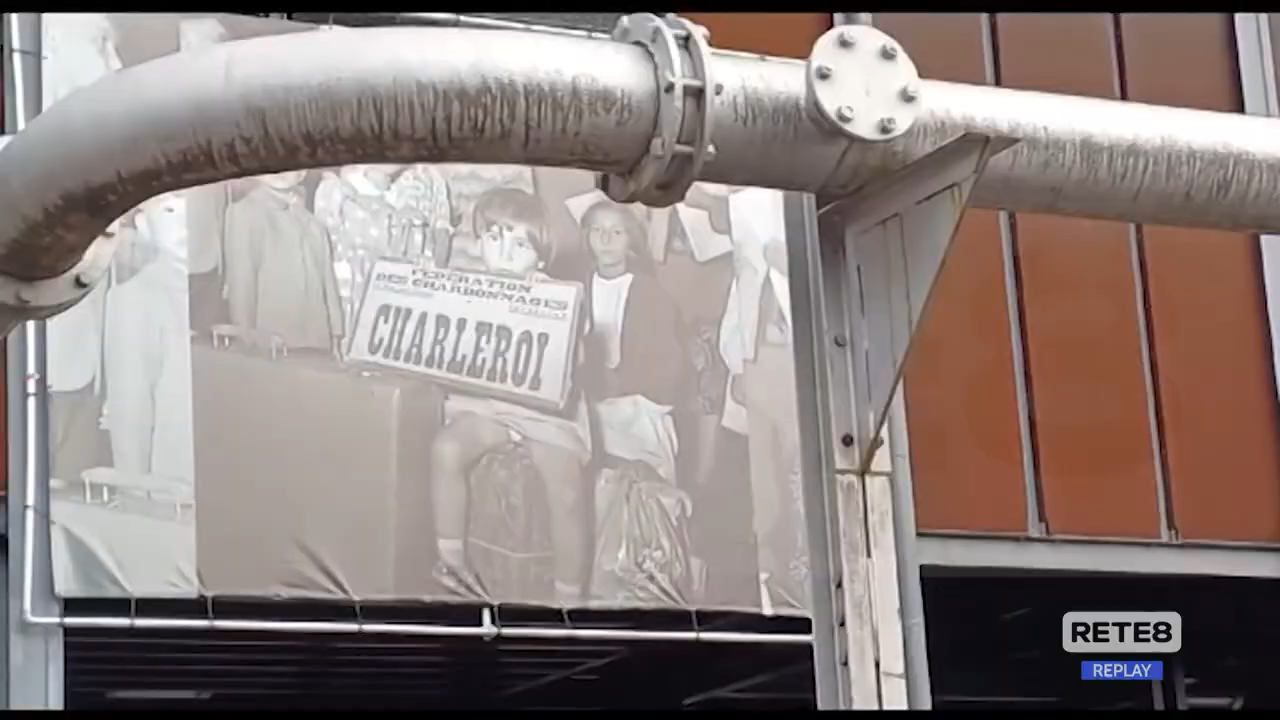 FEDERATION
DES CHARBONNAGES
CHARLEROI
RETE8
REPLAY